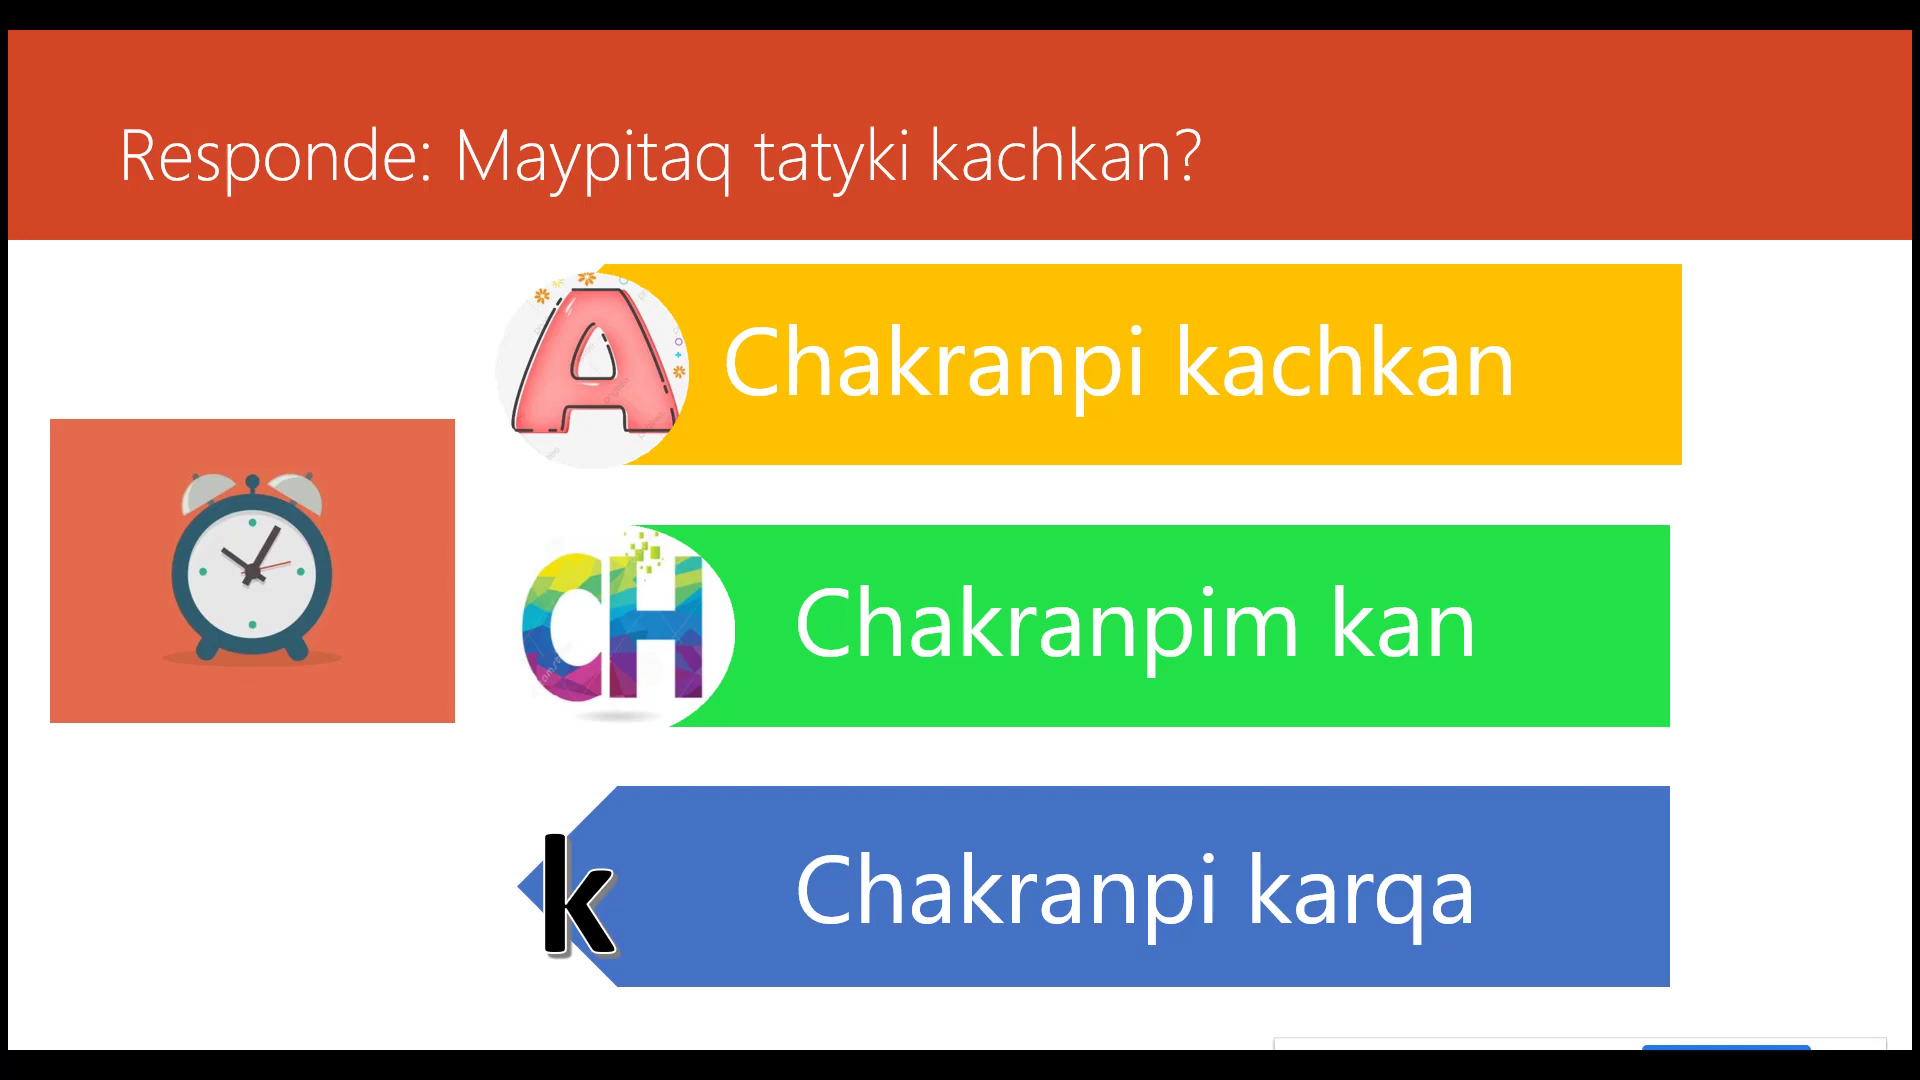 Responde: Maypitaq tatyki kachkan?
A
Chakranpi kachkan
CH
Chakranpim kan
k
Chakranpi karqa